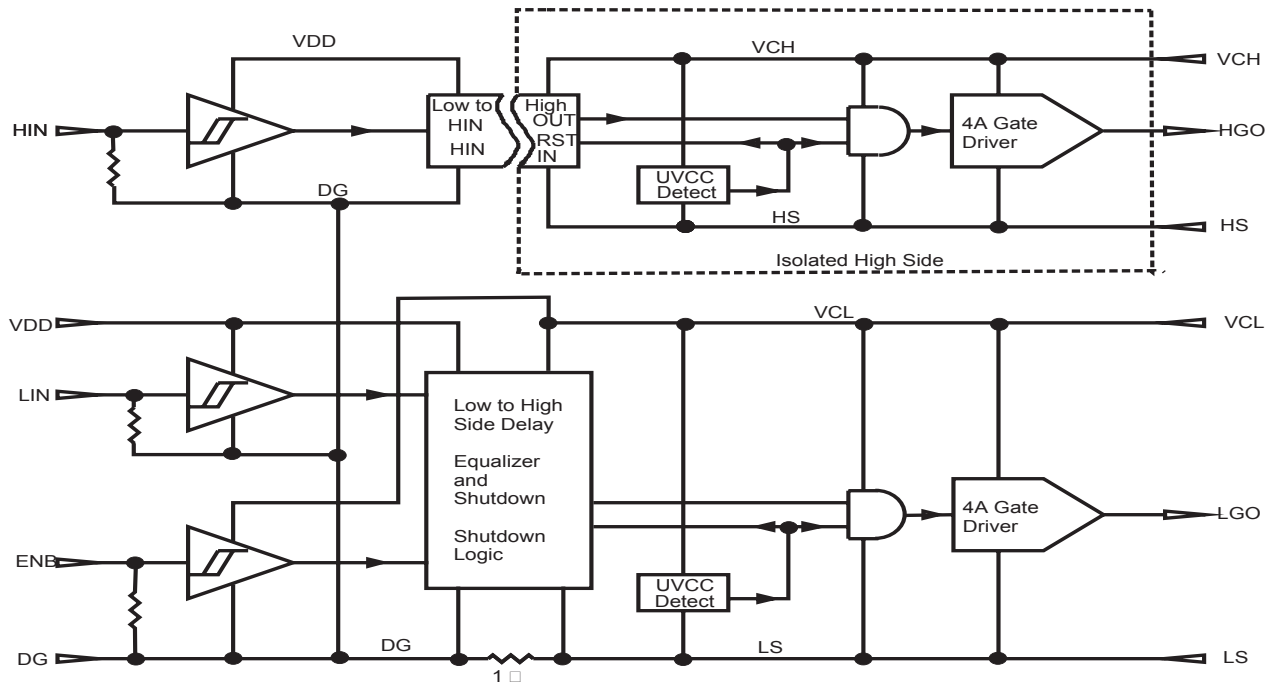 VDD
VCH
VCH
HIN
Low to
HIN
HIN
High
OUT
RST
IN
4A Gate
Driver
HGO
UVCC
Detect
DG
HS
HS
Isolated High Side
VDD
VCL
VCL
LIN
Low to High
Side Delay
Equalizer
and
Shutdown
Shutdown
Logic
4A Gate
Driver
LGO
ENB
UVCC
Detect
DG
DG
LS
LS
1 □